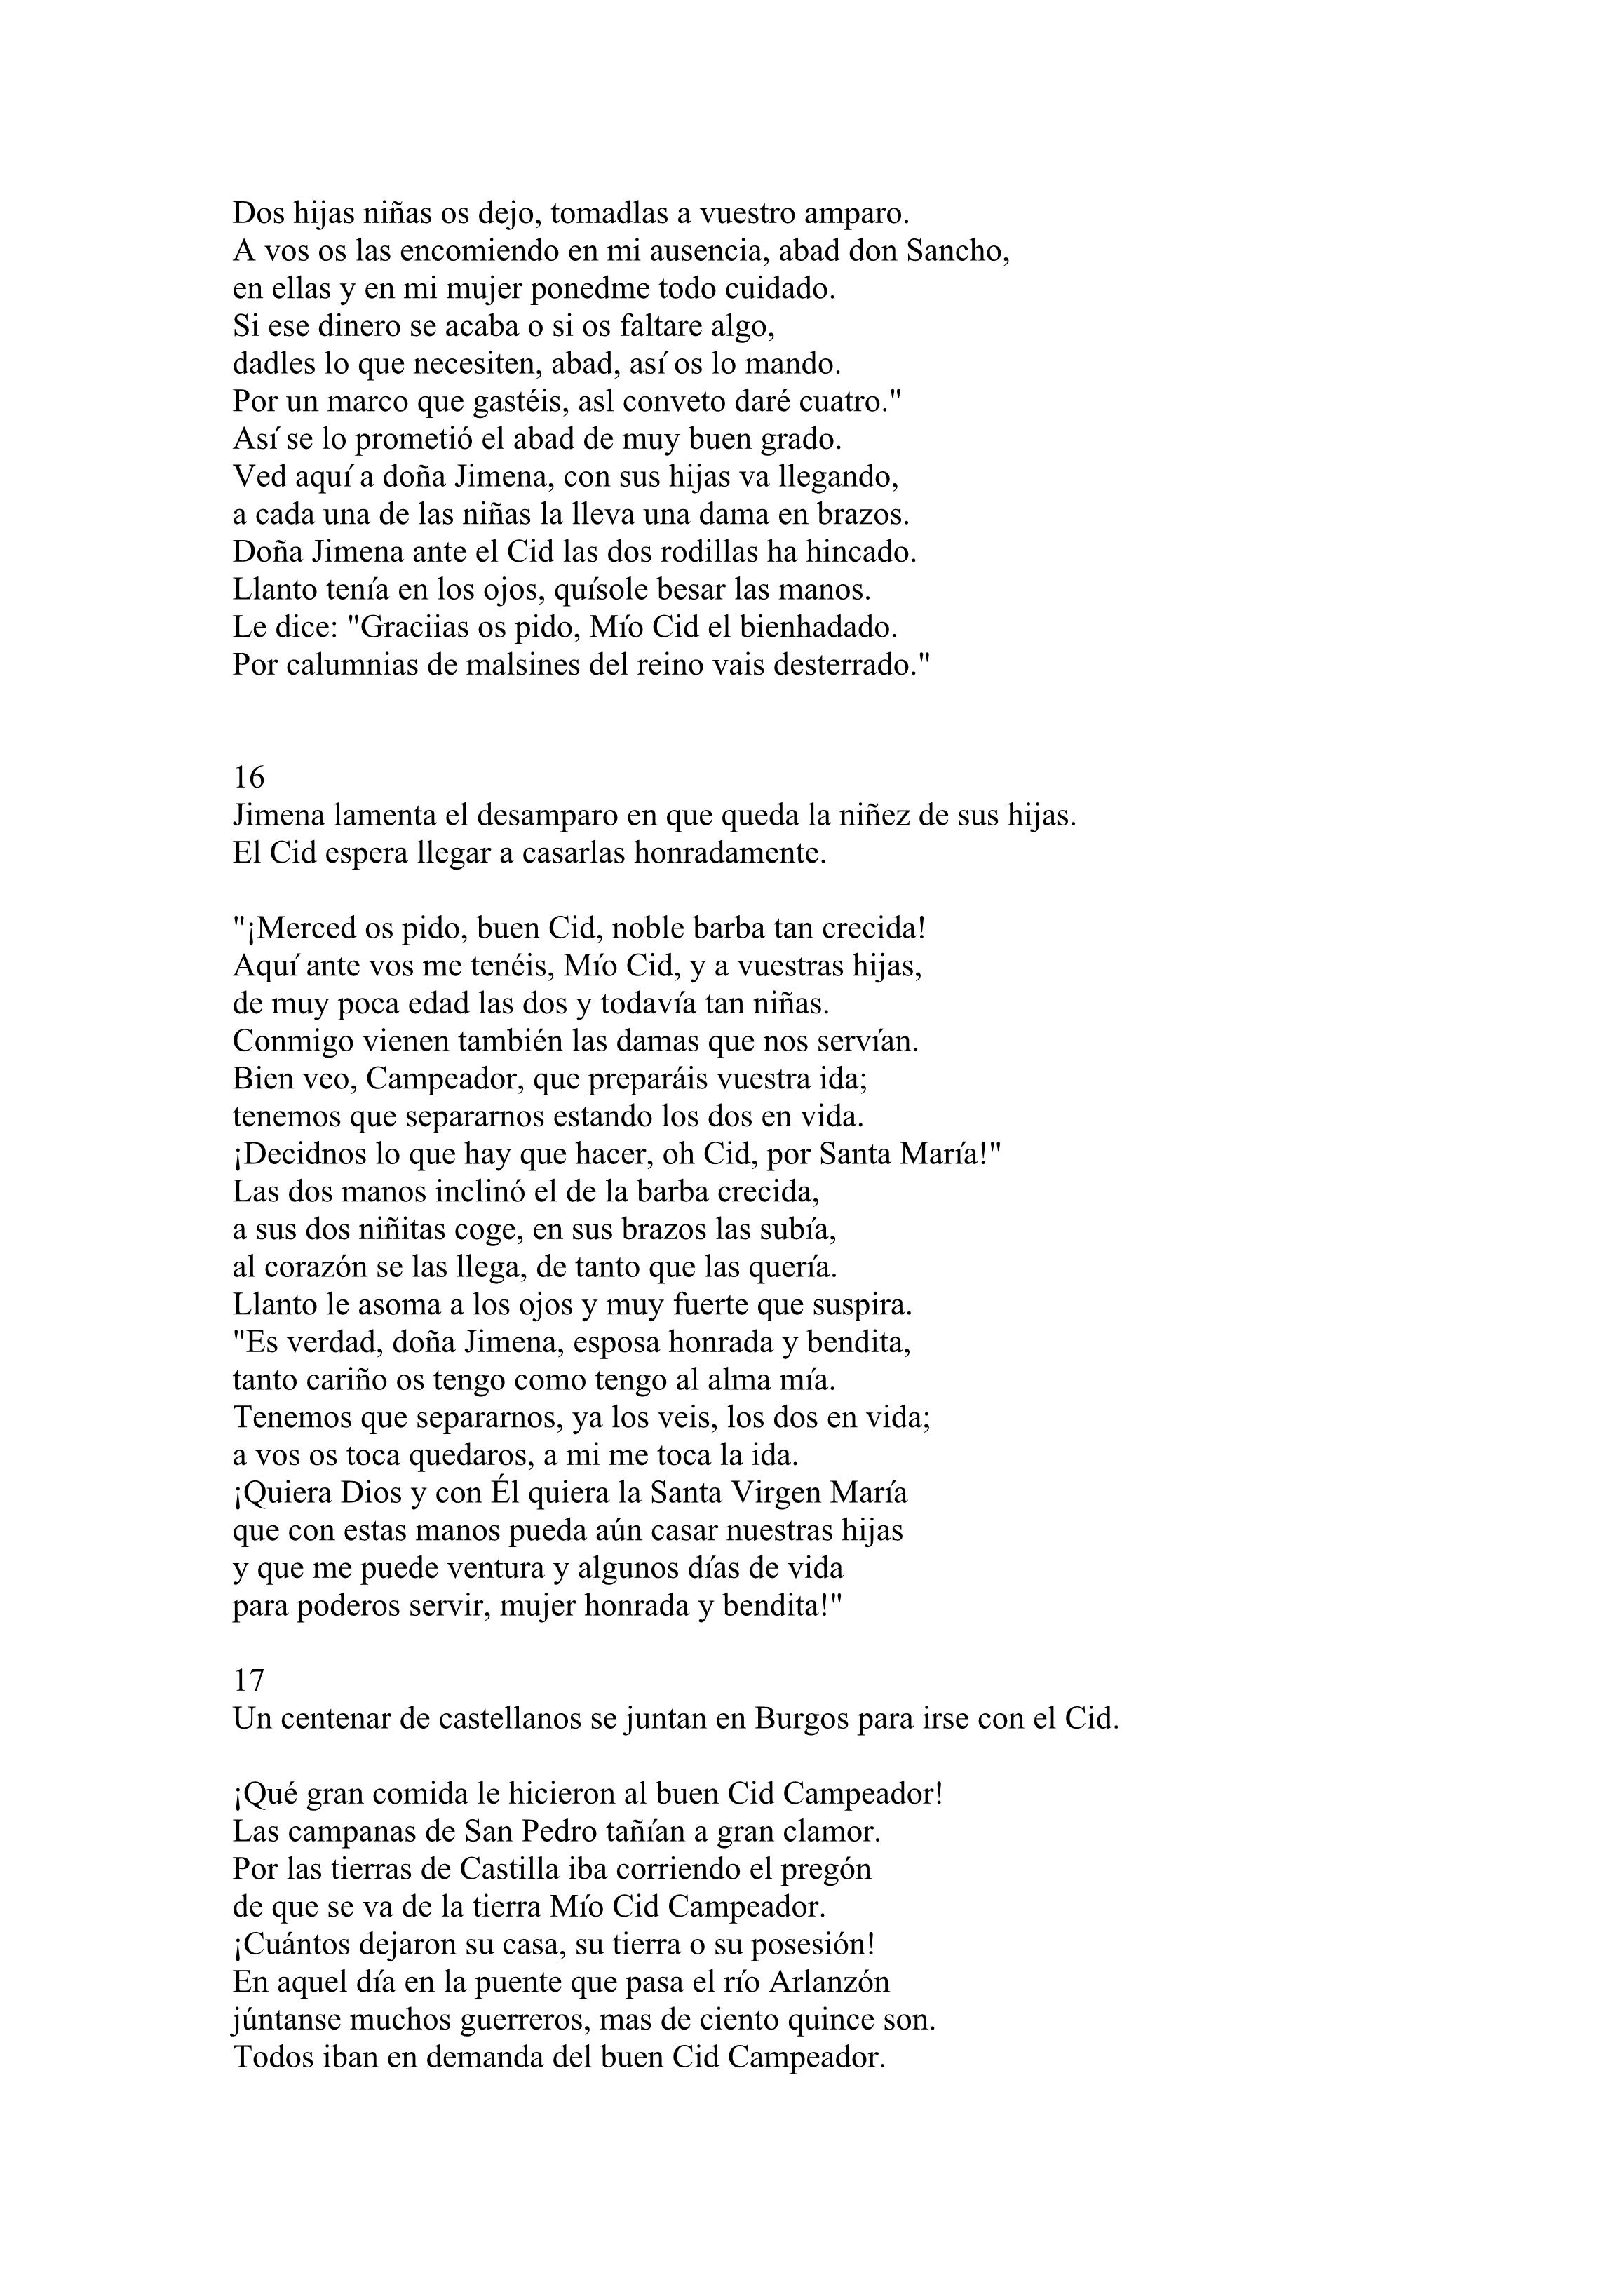 Dos hijas niñas os dejo, tomadlas a vuestro amparo.
A vos os las encomiendo en mi ausencia, abad don Sancho,
en ellas y en mi mujer ponedme todo cuidado.
Si ese dinero se acaba o si os faltare algo,
dadles lo que necesiten, abad, así os lo mando.
Por un marco que gastéis, asl conveto daré cuatro."
Así se lo prometió el abad de muy buen grado.
Ved aquí a doña Jimena, con sus hijas va llegando,
a cada una de las niñas la lleva una dama en brazos.
Doña Jimena ante el Cid las dos rodillas ha hincado.
Llanto tenía en los ojos, quísole besar las manos.
Le dice: "Graciias os pido, Mío Cid el bienhadado.
Por calumnias de malsines del reino vais desterrado."
16
Jimena lamenta el desamparo en que queda la niñez de sus hijas.
El Cid espera llegar a casarlas honradamente.
"¡Merced os pido, buen Cid, noble barba tan crecida!
Aquí ante vos me tenéis, Mío Cid, y a vuestras hijas,
de muy poca edad las dos y todavía tan niñas.
Conmigo vienen también las damas que nos servían.
Bien veo, Campeador, que preparáis vuestra ida;
tenemos que separarnos estando los dos en vida.
¡Decidnos lo que hay que hacer, oh Cid, por Santa María!"
Las dos manos inclinó el de la barba crecida,
a sus dos niñitas coge, en sus brazos las subía,
al corazón se las llega, de tanto que las quería.
Llanto le asoma a los ojos y muy fuerte que suspira.
"Es verdad, doña Jimena, esposa honrada y bendita,
tanto cariño os tengo como tengo al alma mía.
Tenemos que separarnos, ya los veis, los dos en vida;
a vos os toca quedaros, a mi me toca la ida.
¡Quiera Dios y con Él quiera la Santa Virgen María
que con estas manos pueda aún casar nuestras hijas
y que me puede ventura y algunos días de vida
para poderos servir, mujer honrada y bendita!"
17
Un centenar de castellanos se juntan en Burgos para irse con el Cid.
¡Qué gran comida le hicieron al buen Cid Campeador!
Las campanas de San Pedro tañían a gran clamor.
Por las tierras de Castilla iba corriendo el pregón
de que se va de la tierra Mío Cid Campeador.
¡Cuántos dejaron su casa, su tierra o su posesión!
En aquel día en la puente que pasa el río Arlanzón
júntanse muchos guerreros, mas de ciento quince son.
Todos iban en demanda del buen Cid Campeador.